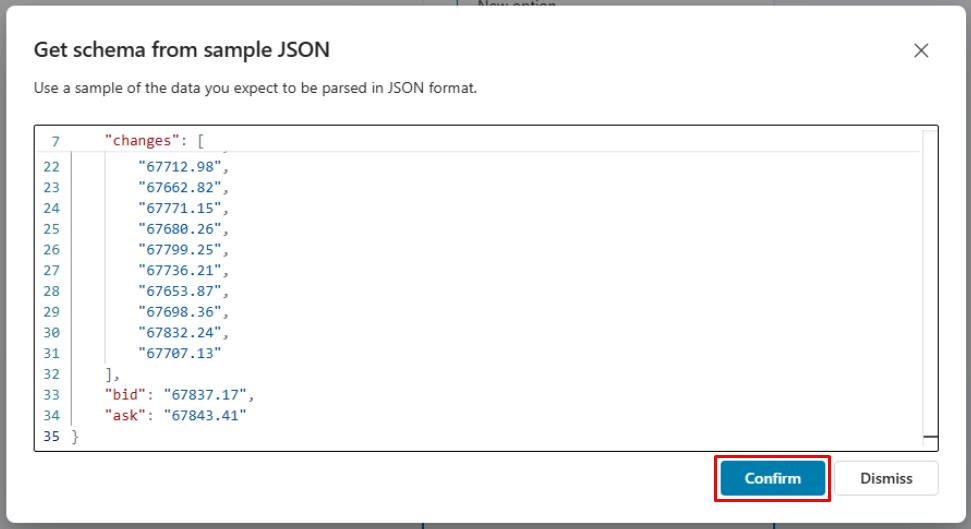 New option
Get schema from sample JSON
Use a sample of the data you expect to be parsed in JSON format.
7 "changes": [
22 "67712.98",
23 "67662.82",
24 "67771.15",
25 "67680.26",
26 "67799.25",
27 "67736.21",
28 "67653.87",
29 "67698.36",
30 "67832.24",
31 "67707.13"
32 ],
33 "bid": "67837.17",
34 "ask": "67843.41"
35 }
Confirm Dismiss